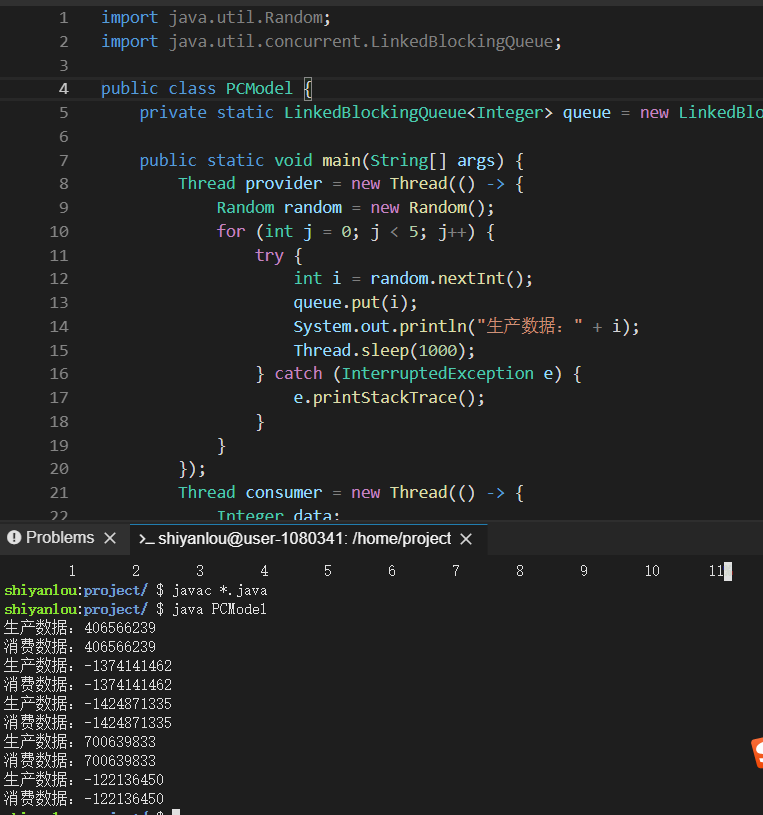 1 import java.util.Random;
2 import java.util.concurrent.LinkedBlockingQueue;
3
4 public class PCModel {
5 private static LinkedBlockingQueue<Integer> queue = new LinkedBlo
6
7 public static void main(String[] args) {
8 Thread provider = new Thread(() -> {
9 Random random = new Random();
10 for (int j = 0; j < 5; j++) {
11 try {
12 int i = random.nextInt();
13 queue.put(i);
14 System.out.println("生产数据：" + i);
15 Thread.sleep(1000);
16 } catch (InterruptedException e) {
17 e.printStackTrace();
18 }
19 }
20 });
21 Thread consumer = new Thread(() -> {
22 Integer data;
Problems × >_ shiyanlou@user-1080341: /home/project ×
1 2 3 4 5 6 7 8 9 10 11
shiyanlou:project/ $ javac *.java
shiyanlou:project/ $ java PCModel
生产数据：406566239
消费数据：406566239
生产数据：-1374141462
消费数据：-1374141462
生产数据：-1424871335
消费数据：-1424871335
生产数据：700639833
消费数据：700639833
生产数据：-122136450
消费数据：-122136450